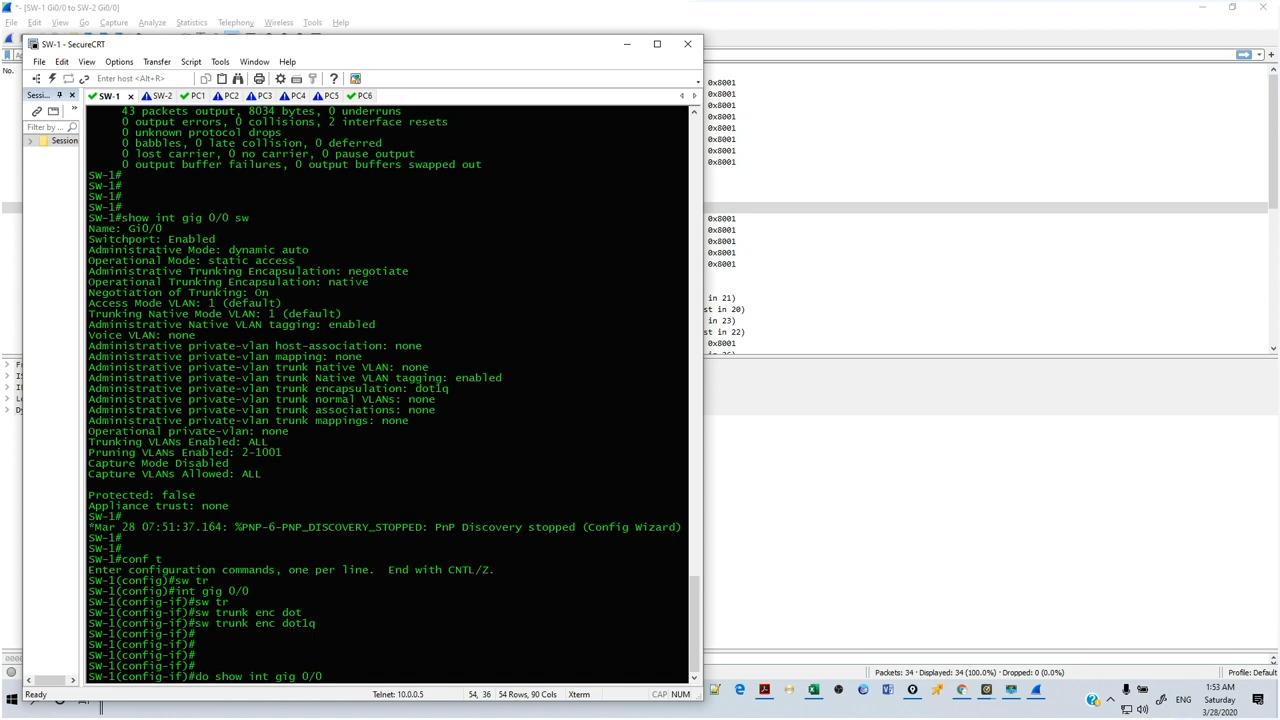 *- [SW-1 Gi0/0 to SW-2 Gi0/0]
File Edit View Go Capture Analyze Statistics Telephony Wireless Tools Help
SW-1 - SecureCRT
File Edit View Options Transfer Script Tools Window Help
Enter host <Alt+R>
Sessi...
SW-1 SW-2 PC1 PC2 PC3 PC4 PC5 PC6
Filter by ...
Session
No.
43 packets output, 8034 bytes, 0 underruns
0 output errors, 0 collisions, 2 interface resets
0 unknown protocol drops
0 babbles, 0 late collision, 0 deferred
0 lost carrier, 0 no carrier, 0 pause output
0 output buffer failures, 0 output buffers swapped out
SW-1#
SW-1#
SW-1#
SW-1#
SW-1#show int gig 0/0 sw
Name: Gi0/0
Switchport: Enabled
Administrative Mode: dynamic auto
Operational Mode: static access
Administrative Trunking Encapsulation: negotiate
Operational Trunking Encapsulation: native
Negotiation of Trunking: On
Access Mode VLAN: 1 (default)
Trunking Native Mode VLAN: 1 (default)
Administrative Native VLAN tagging: enabled
Voice VLAN: none
Administrative private-vlan host-association: none
Administrative private-vlan mapping: none
Administrative private-vlan trunk native VLAN: none
Administrative private-vlan trunk Native VLAN tagging: enabled
Administrative private-vlan trunk encapsulation: dot1q
Administrative private-vlan trunk normal VLANs: none
Administrative private-vlan trunk associations: none
Administrative private-vlan trunk mappings: none
Operational private-vlan: none
Trunking VLANs Enabled: ALL
Pruning VLANs Enabled: 2-1001
Capture Mode Disabled
Capture VLANs Allowed: ALL
Protected: false
Appliance trust: none
SW-1#
*Mar 28 07:51:37.164: %PNP-6-PNP_DISCOVERY_STOPPED: PnP Discovery stopped (Config Wizard)
SW-1#
SW-1#
SW-1#conf t
Enter configuration commands, one per line.  End with CNTL/Z.
SW-1(config)#sw tr
SW-1(config)#int gig 0/0
SW-1(config-if)#sw tr
SW-1(config-if)#sw trunk enc dot
SW-1(config-if)#sw trunk enc dot1q
SW-1(config-if)#
SW-1(config-if)#
SW-1(config-if)#
SW-1(config-if)#
SW-1(config-if)#do show int gig 0/0
Ready Telnet: 10.0.0.5 54, 36 54 Rows, 90 Cols Xterm CAP NUM
0x8001
0x8001
0x8001
0x8001
0x8001
0x8001
0x8001
0x8001
0x8001
0x8001
0x8001
0x8001
0x8001
in 21)
st in 20)
in 23)
st in 22)
0x8001
Packets: 34 · Displayed: 34 (100.0%) · Dropped: 0 (0.0%)
Profile: Default
ENG
1:53 AM
Saturday
3/28/2020